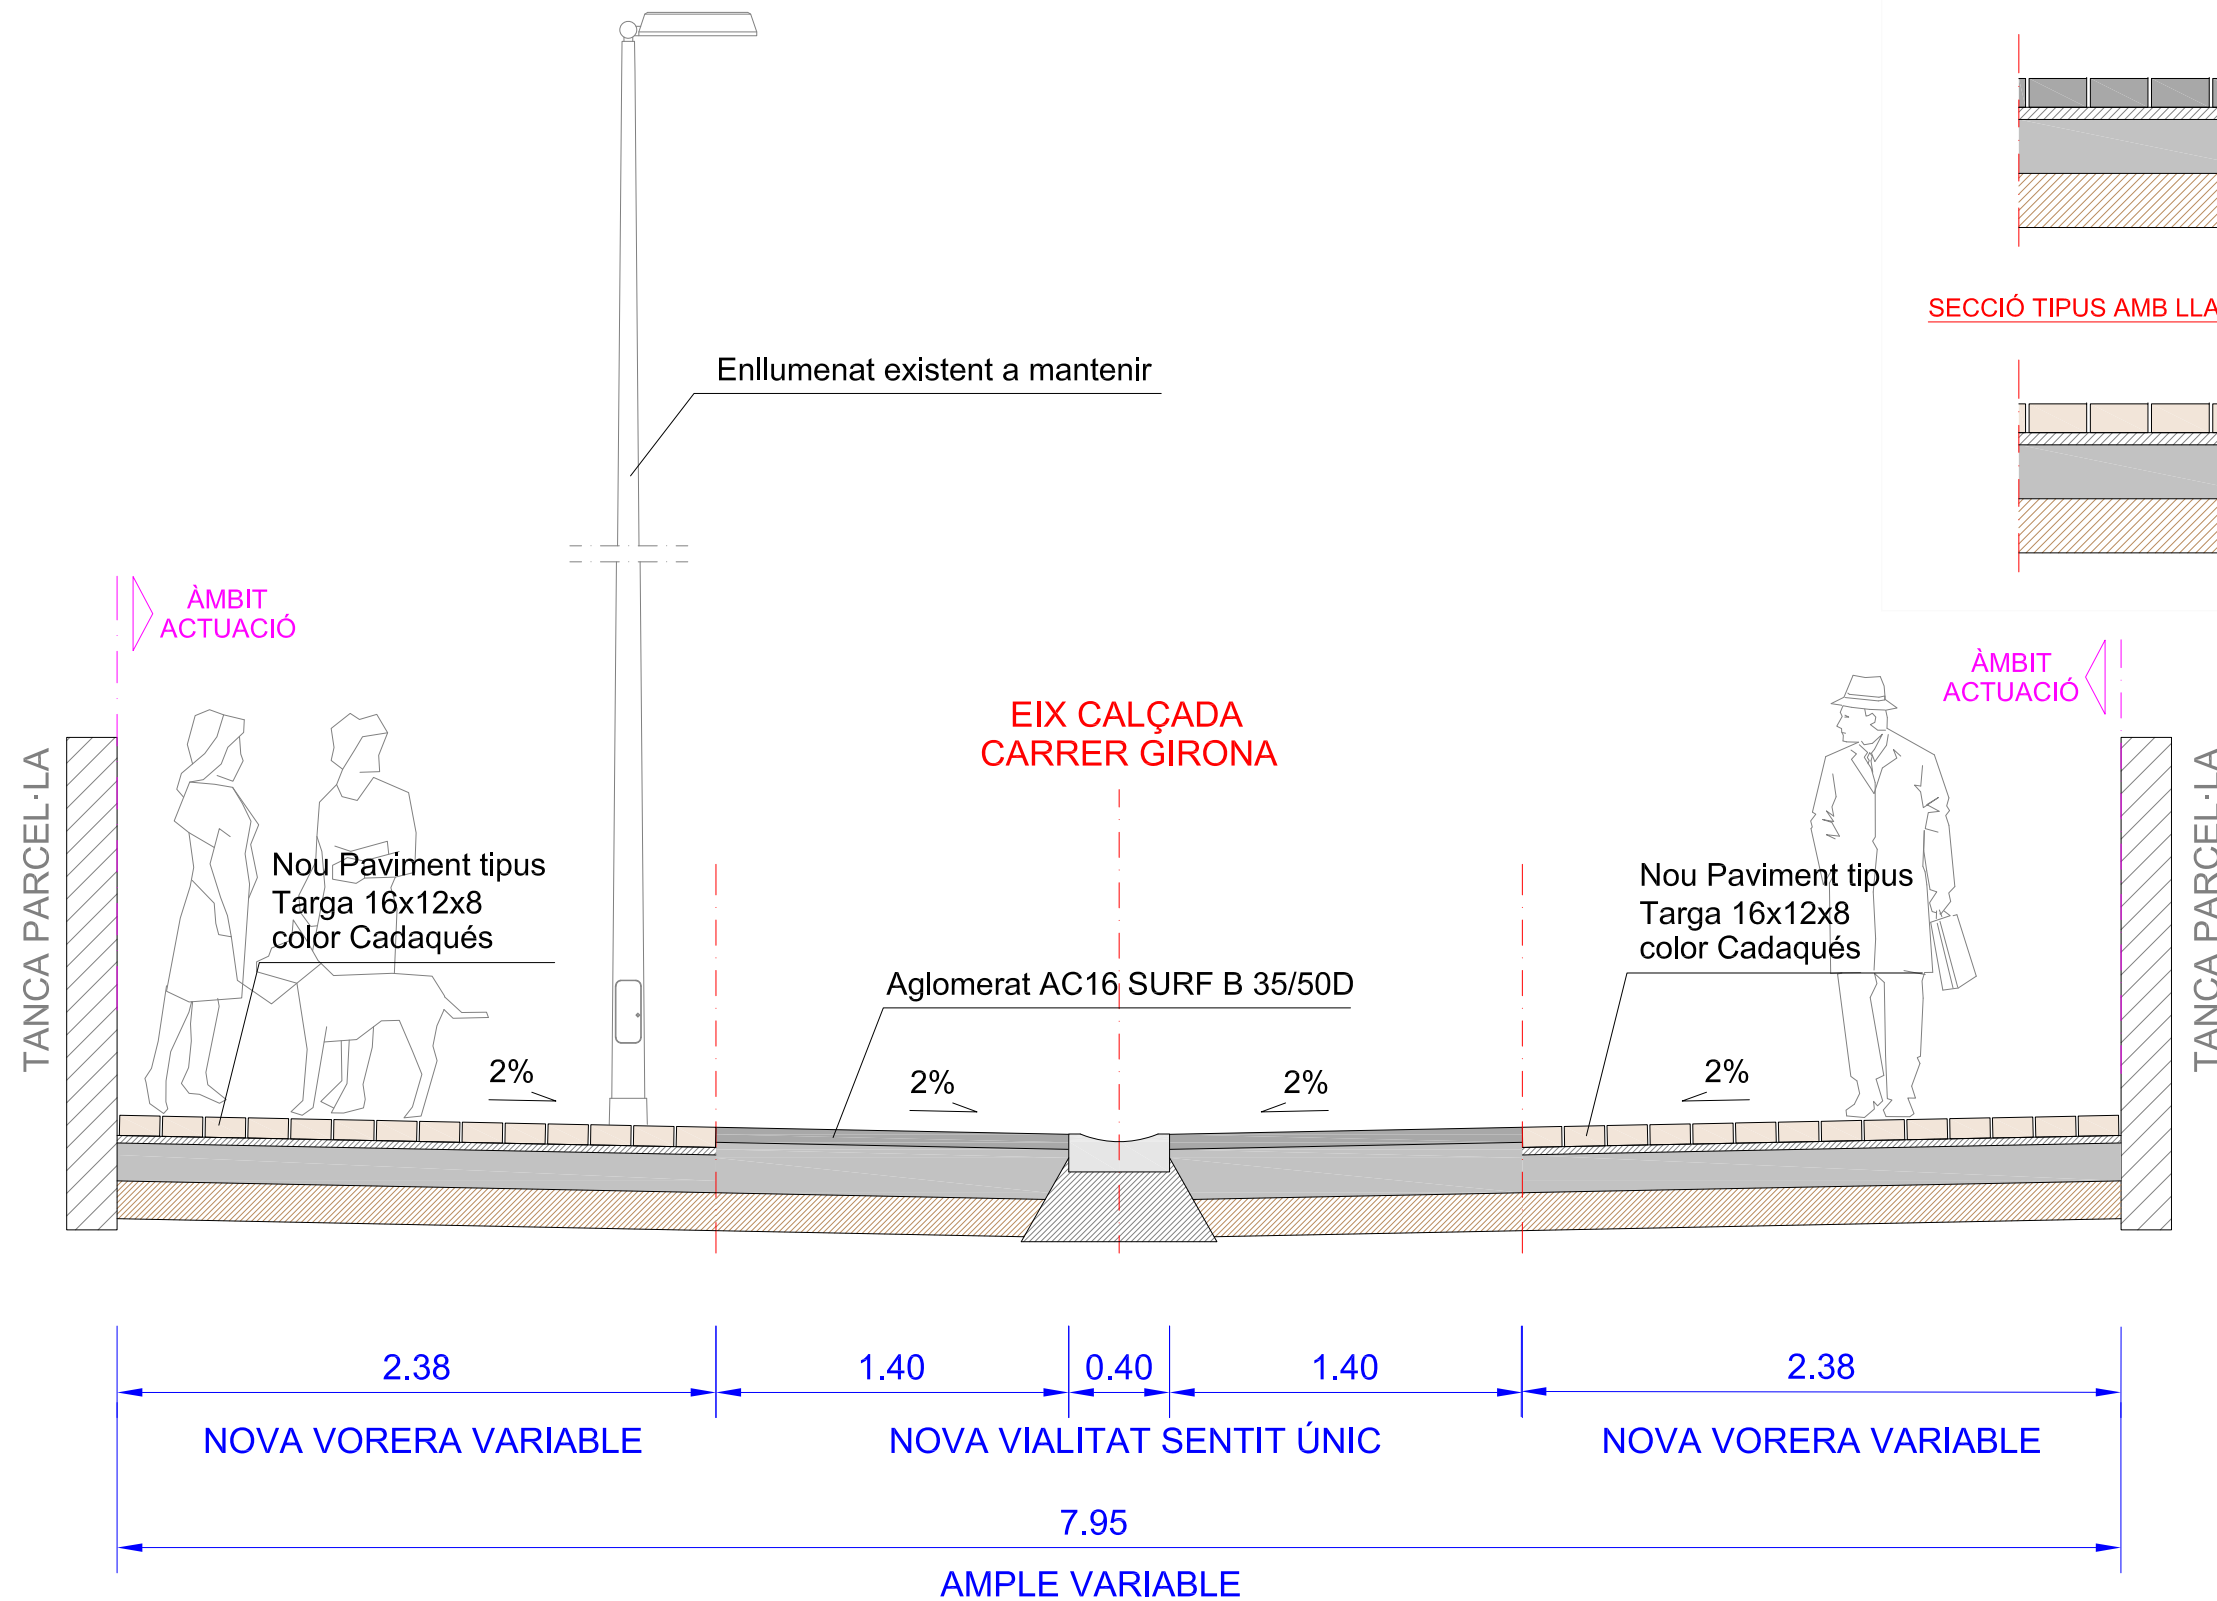 SECCIÓ TIPUS AMB LLA
Enllumenat existent a mantenir
ÀMBIT
ACTUACIÓ
ÀMBIT
ACTUACIÓ
EIX CALÇADA
CARRER GIRONA
TANCA PARCEL·LA
TANCA PARCEL·LA
Nou Paviment tipus
Targa 16x12x8
color Cadaqués
Nou Paviment tipus
Targa 16x12x8
color Cadaqués
Aglomerat AC16 SURF B 35/50D
2%
2%
2%
2%
2.38
1.40
0.40
1.40
2.38
NOVA VORERA VARIABLE
NOVA VIALITAT SENTIT ÚNIC
NOVA VORERA VARIABLE
7.95
AMPLE VARIABLE